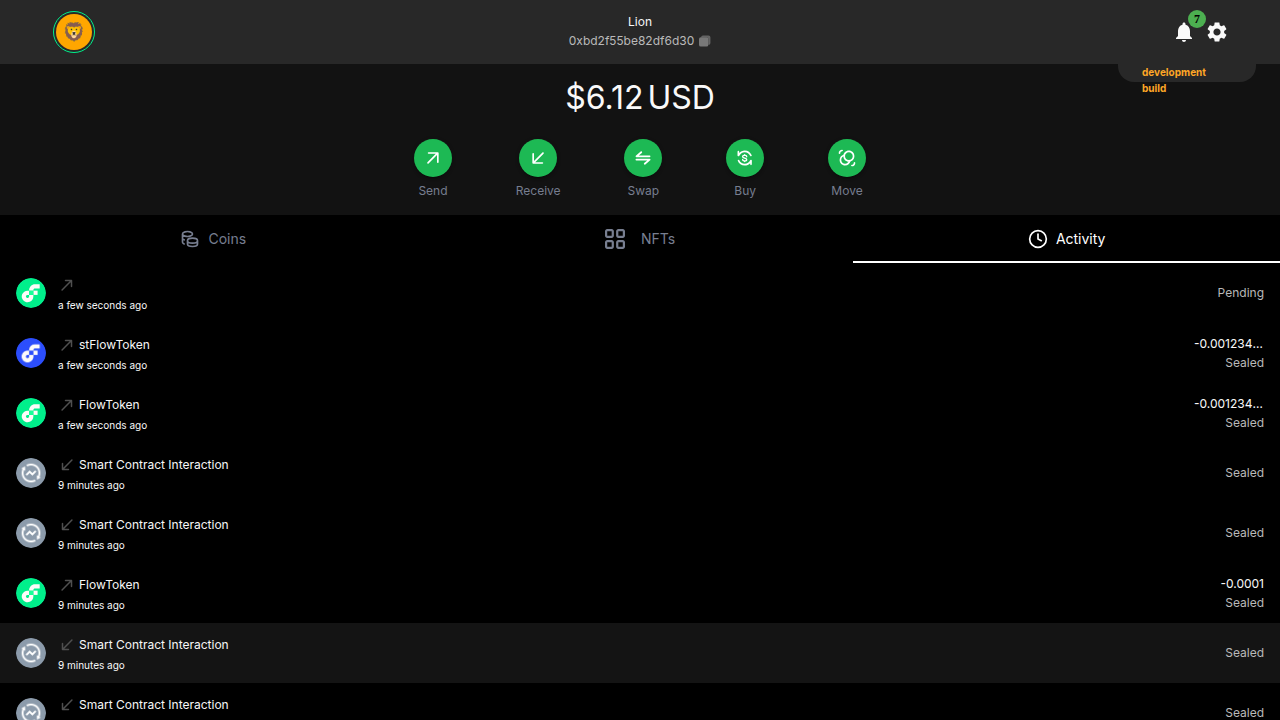 Lion
0xbd2f55be82df6d30
7
development
build
$6.12 USD
Send
Receive
Swap
Buy
Move
Coins
NFTs
Activity
a few seconds ago
Pending
stFlowToken
a few seconds ago
-0.001234...
Sealed
FlowToken
a few seconds ago
-0.001234...
Sealed
Smart Contract Interaction
9 minutes ago
Sealed
Smart Contract Interaction
9 minutes ago
Sealed
FlowToken
9 minutes ago
-0.0001
Sealed
Smart Contract Interaction
9 minutes ago
Sealed
Smart Contract Interaction
Sealed